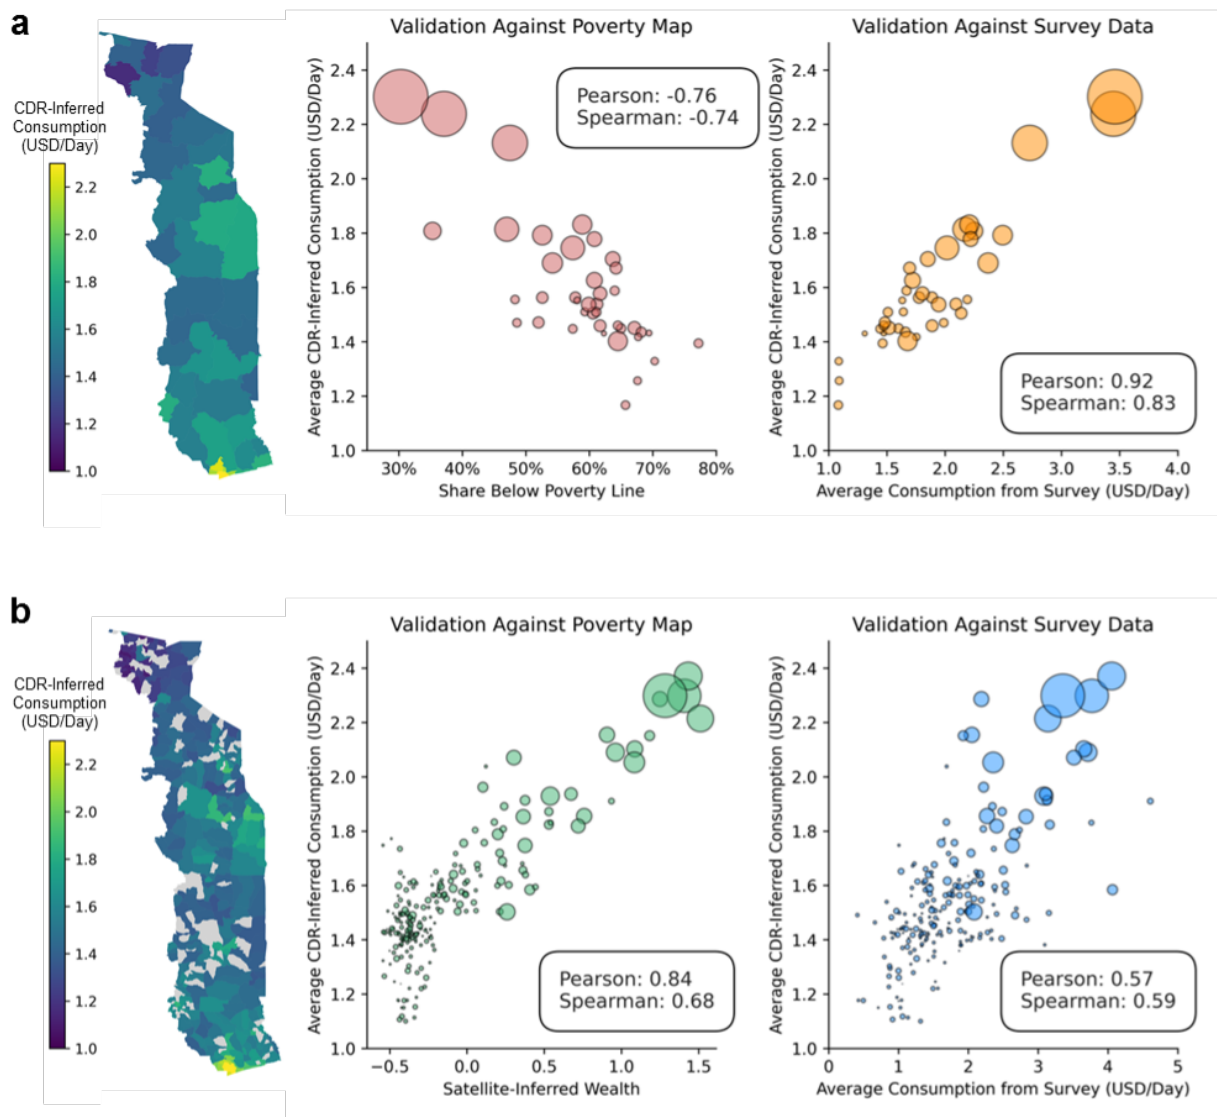 a
CDR-Inferred
Consumption
(USD/Day)
2.2
2.0
1.8
1.6
1.4
1.2
1.0
Validation Against Poverty Map
Average CDR-Inferred Consumption (USD/Day)
2.4
2.2
2.0
1.8
1.6
1.4
1.2
1.0
Pearson: -0.76
Spearman: -0.74
30% 40% 50% 60% 70% 80%
Share Below Poverty Line
Validation Against Survey Data
Average CDR-Inferred Consumption (USD/Day)
2.4
2.2
2.0
1.8
1.6
1.4
1.2
1.0
Pearson: 0.92
Spearman: 0.83
1.0 1.5 2.0 2.5 3.0 3.5 4.0
Average Consumption from Survey (USD/Day)
b
CDR-Inferred
Consumption
(USD/Day)
2.2
2.0
1.8
1.6
1.4
1.2
1.0
Validation Against Poverty Map
Average CDR-Inferred Consumption (USD/Day)
2.4
2.2
2.0
1.8
1.6
1.4
1.2
1.0
Pearson: 0.84
Spearman: 0.68
−0.5 0.0 0.5 1.0 1.5
Satellite-Inferred Wealth
Validation Against Survey Data
Average CDR-Inferred Consumption (USD/Day)
2.4
2.2
2.0
1.8
1.6
1.4
1.2
1.0
Pearson: 0.57
Spearman: 0.59
0 1 2 3 4 5
Average Consumption from Survey (USD/Day)